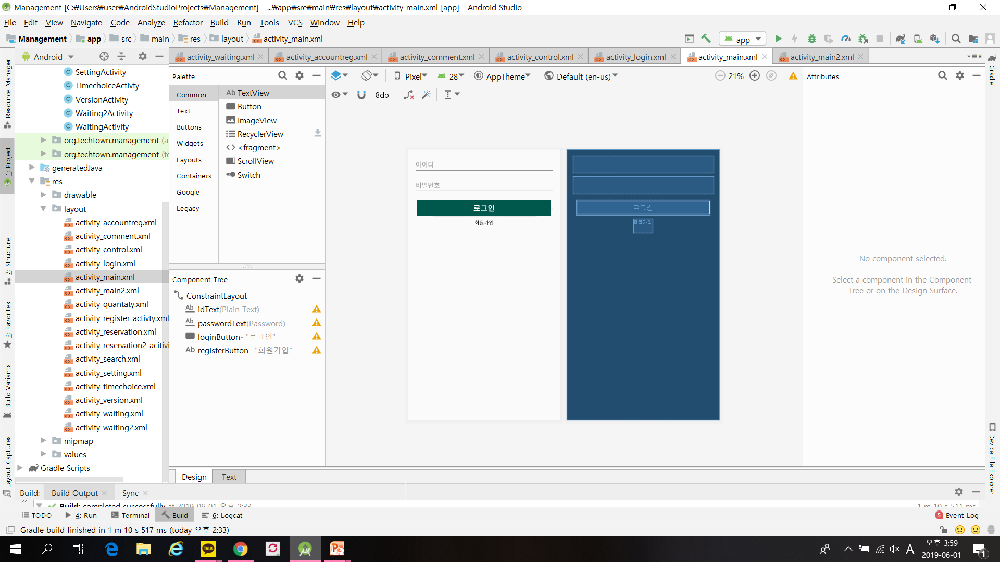 Management [C:\Users\user\AndroidStudioProjects\Management] - ...\app\src\main\res\layout\activity_main.xml [app] - Android Studio
File Edit View Navigate Code Analyze Refactor Build Run Tools VCS Window Help
Management app src main res layout activity_main.xml
app
Android
activity_waiting.xml activity_accountreg.xml activity_comment.xml activity_control.xml activity_login.xml activity_main.xml activity_main2.xml
3
Resource Manager
1: Project
7: Structure
2: Favorites
Build Variants
Layout Captures
SettingActivity
TimechoiceActivty
VersionActivity
Waiting2Activity
WaitingActivity
org.techtown.management (a
org.techtown.management (te
generatedJava
res
drawable
layout
activity_accountreg.xml
activity_comment.xml
activity_control.xml
activity_login.xml
activity_main.xml
activity_main2.xml
activity_quantaty.xml
activity_register_activty.xml
activity_reservation.xml
activity_reservation2_acitivi
activity_search.xml
activity_setting.xml
activity_timechoice.xml
activity_version.xml
activity_waiting.xml
activity_waiting2.xml
mipmap
values
Gradle Scripts
Palette
Common
Text
Buttons
Widgets
Layouts
Containers
Google
Legacy
Ab TextView
Button
ImageView
RecyclerView
<fragment>
ScrollView
Switch
Component Tree
ConstraintLayout
Ab idText(Plain Text)
Ab passwordText(Password)
loginButton- "로그인"
Ab registerButton- "회원가입"
Pixel 28 AppTheme Default (en-us) 21%
8dp
아이디
비밀번호
로그인
회원가입
로그인
회원가입
Attributes
No component selected.
Select a component in the Component
Tree or on the Design Surface.
Gradle
Device File Explorer
Design Text
Build: Build Output Sync
Build: completed successfully at 2019-06-01 오후 2:33
1 m 10 s 511 ms
TODO 4: Run Terminal Build 6: Logcat
5 Event Log
Gradle build finished in 1 m 10 s 517 ms (today 오후 2:33)
TALK
A
오후 3:59
2019-06-01
1